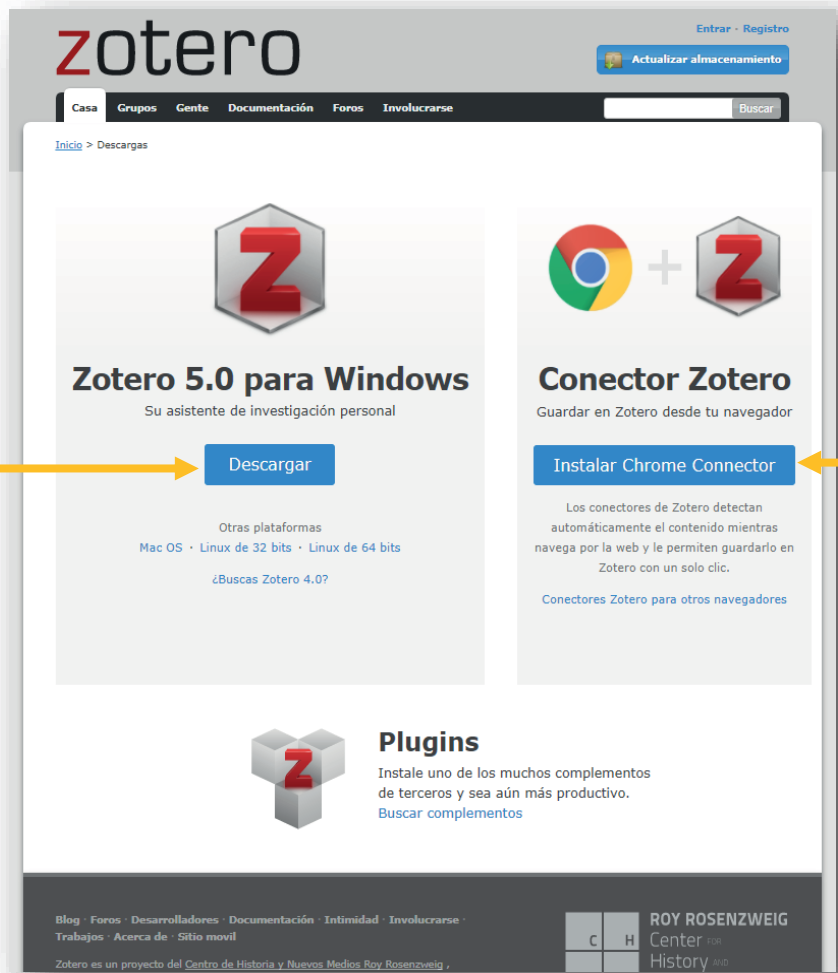 zotero
Entrar · Registro
Actualizar almacenamiento
Casa Grupos Gente Documentación Foros Involucrarse
Buscar
Inicio > Descargas
Z
Z
Zotero 5.0 para Windows
Su asistente de investigación personal
Descargar
Otras plataformas
Mac OS · Linux de 32 bits · Linux de 64 bits
¿Buscas Zotero 4.0?
Conector Zotero
Guardar en Zotero desde tu navegador
Instalar Chrome Connector
Los conectores de Zotero detectan
automáticamente el contenido mientras
navega por la web y le permiten guardarlo en
Zotero con un solo clic.
Conectores Zotero para otros navegadores
Z
Plugins
Instale uno de los muchos complementos
de terceros y sea aún más productivo.
Buscar complementos
Blog · Foros · Desarrolladores · Documentación · Intimidad · Involucrarse ·
Trabajos · Acerca de · Sitio movil
Zotero es un proyecto del Centro de Historia y Nuevos Medios Roy Rosenzweig ,
C H
ROY ROSENZWEIG
Center FOR
History AND